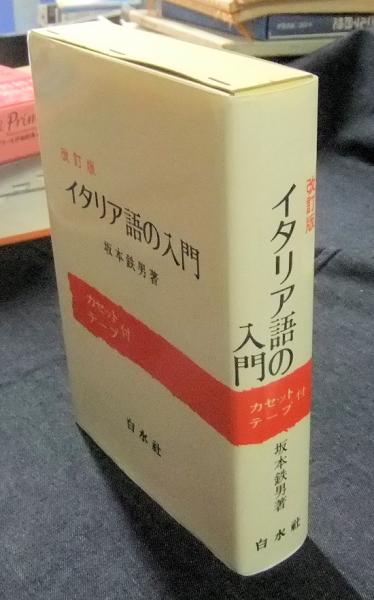 改訂版
イタリア語の入門
坂本鉄男著
カセット
テープ付
白水社
改訂版
イタリア語の
入門
カセット
テープ付
坂本鉄男著
白水社
Prim